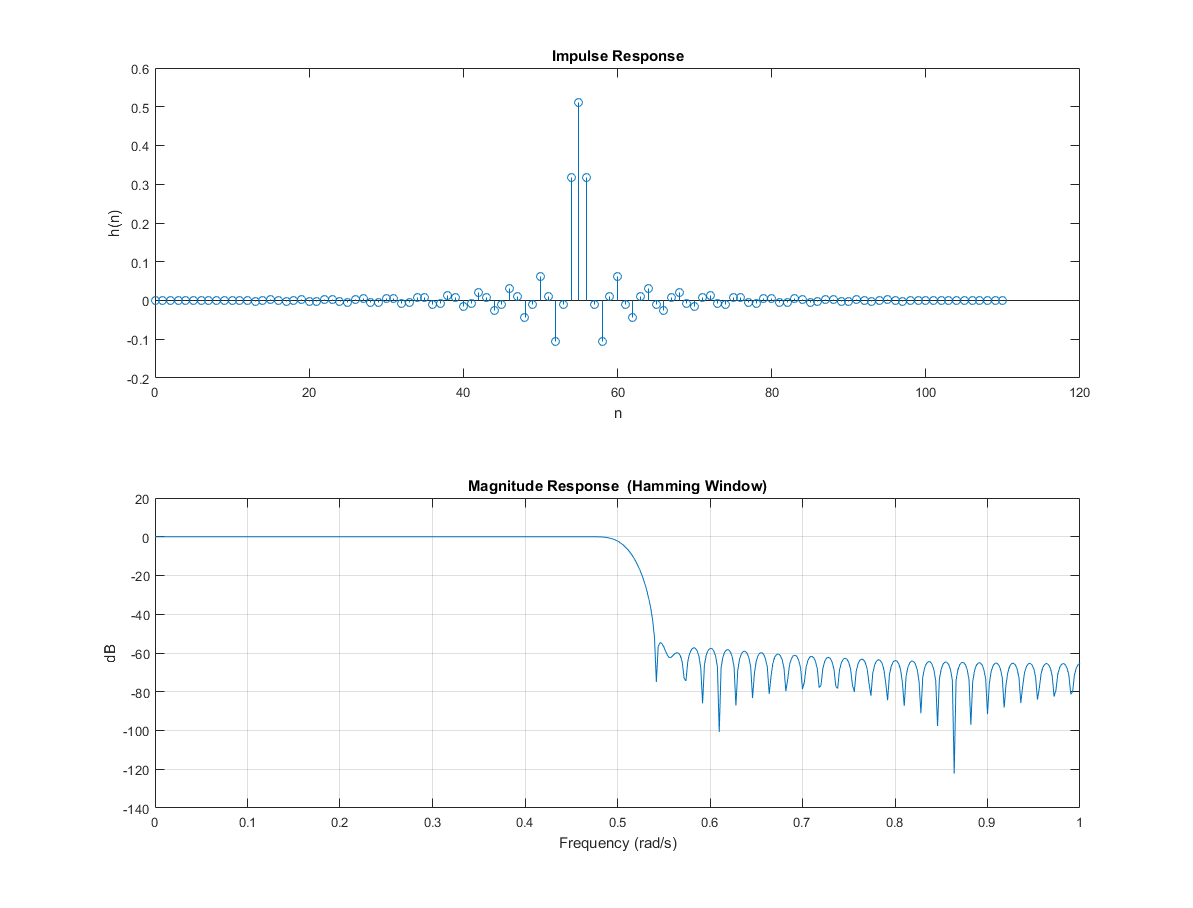 Impulse Response
0.6
0.5
0.4
0.3
0.2
0.1
0
-0.1
-0.2
h(n)
0 20 40 60 80 100 120
n
Magnitude Response (Hamming Window)
20
0
-20
-40
-60
-80
-100
-120
-140
dB
0 0.1 0.2 0.3 0.4 0.5 0.6 0.7 0.8 0.9 1
Frequency (rad/s)